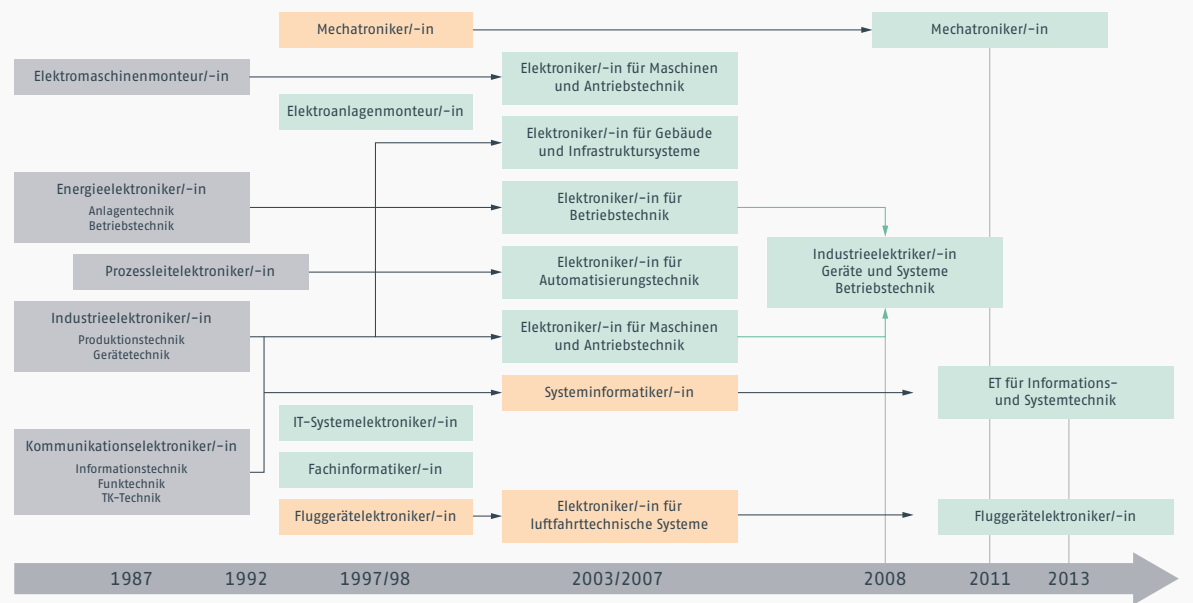 Mechatroniker/-in
Mechatroniker/-in
Elektromaschinenmonteur/-in
Elektroniker/-in für Maschinen
und Antriebstechnik
Elektroanlagenmonteur/-in
Elektroniker/-in für Gebäude
und Infrastruktursysteme
Energieelektroniker/-in
Anlagentechnik
Betriebstechnik
Elektroniker/-in für
Betriebstechnik
Prozessleitelektroniker/-in
Elektroniker/-in für
Automatisierungstechnik
Industrieelektriker/-in
Geräte und Systeme
Betriebstechnik
Industrieelektroniker/-in
Produktionstechnik
Gerätetechnik
Elektroniker/-in für Maschinen
und Antriebstechnik
Systeminformatiker/-in
ET für Informations-
und Systemtechnik
IT-Systemelektroniker/-in
Kommunikationselektroniker/-in
Informationstechnik
Funktechnik
TK-Technik
Fachinformatiker/-in
Fluggerätelektroniker/-in
Elektroniker/-in für
luftfahrttechnische Systeme
Fluggerätelektroniker/-in
1987
1992
1997/98
2003/2007
2008
2011
2013